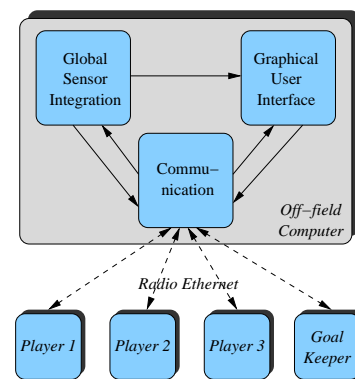 Global
Sensor
Integration
Graphical
User
Interface
Commu−
nication
Off−field
Computer
Radio Ethernet
Player 1
Player 2
Player 3
Goal
Keeper